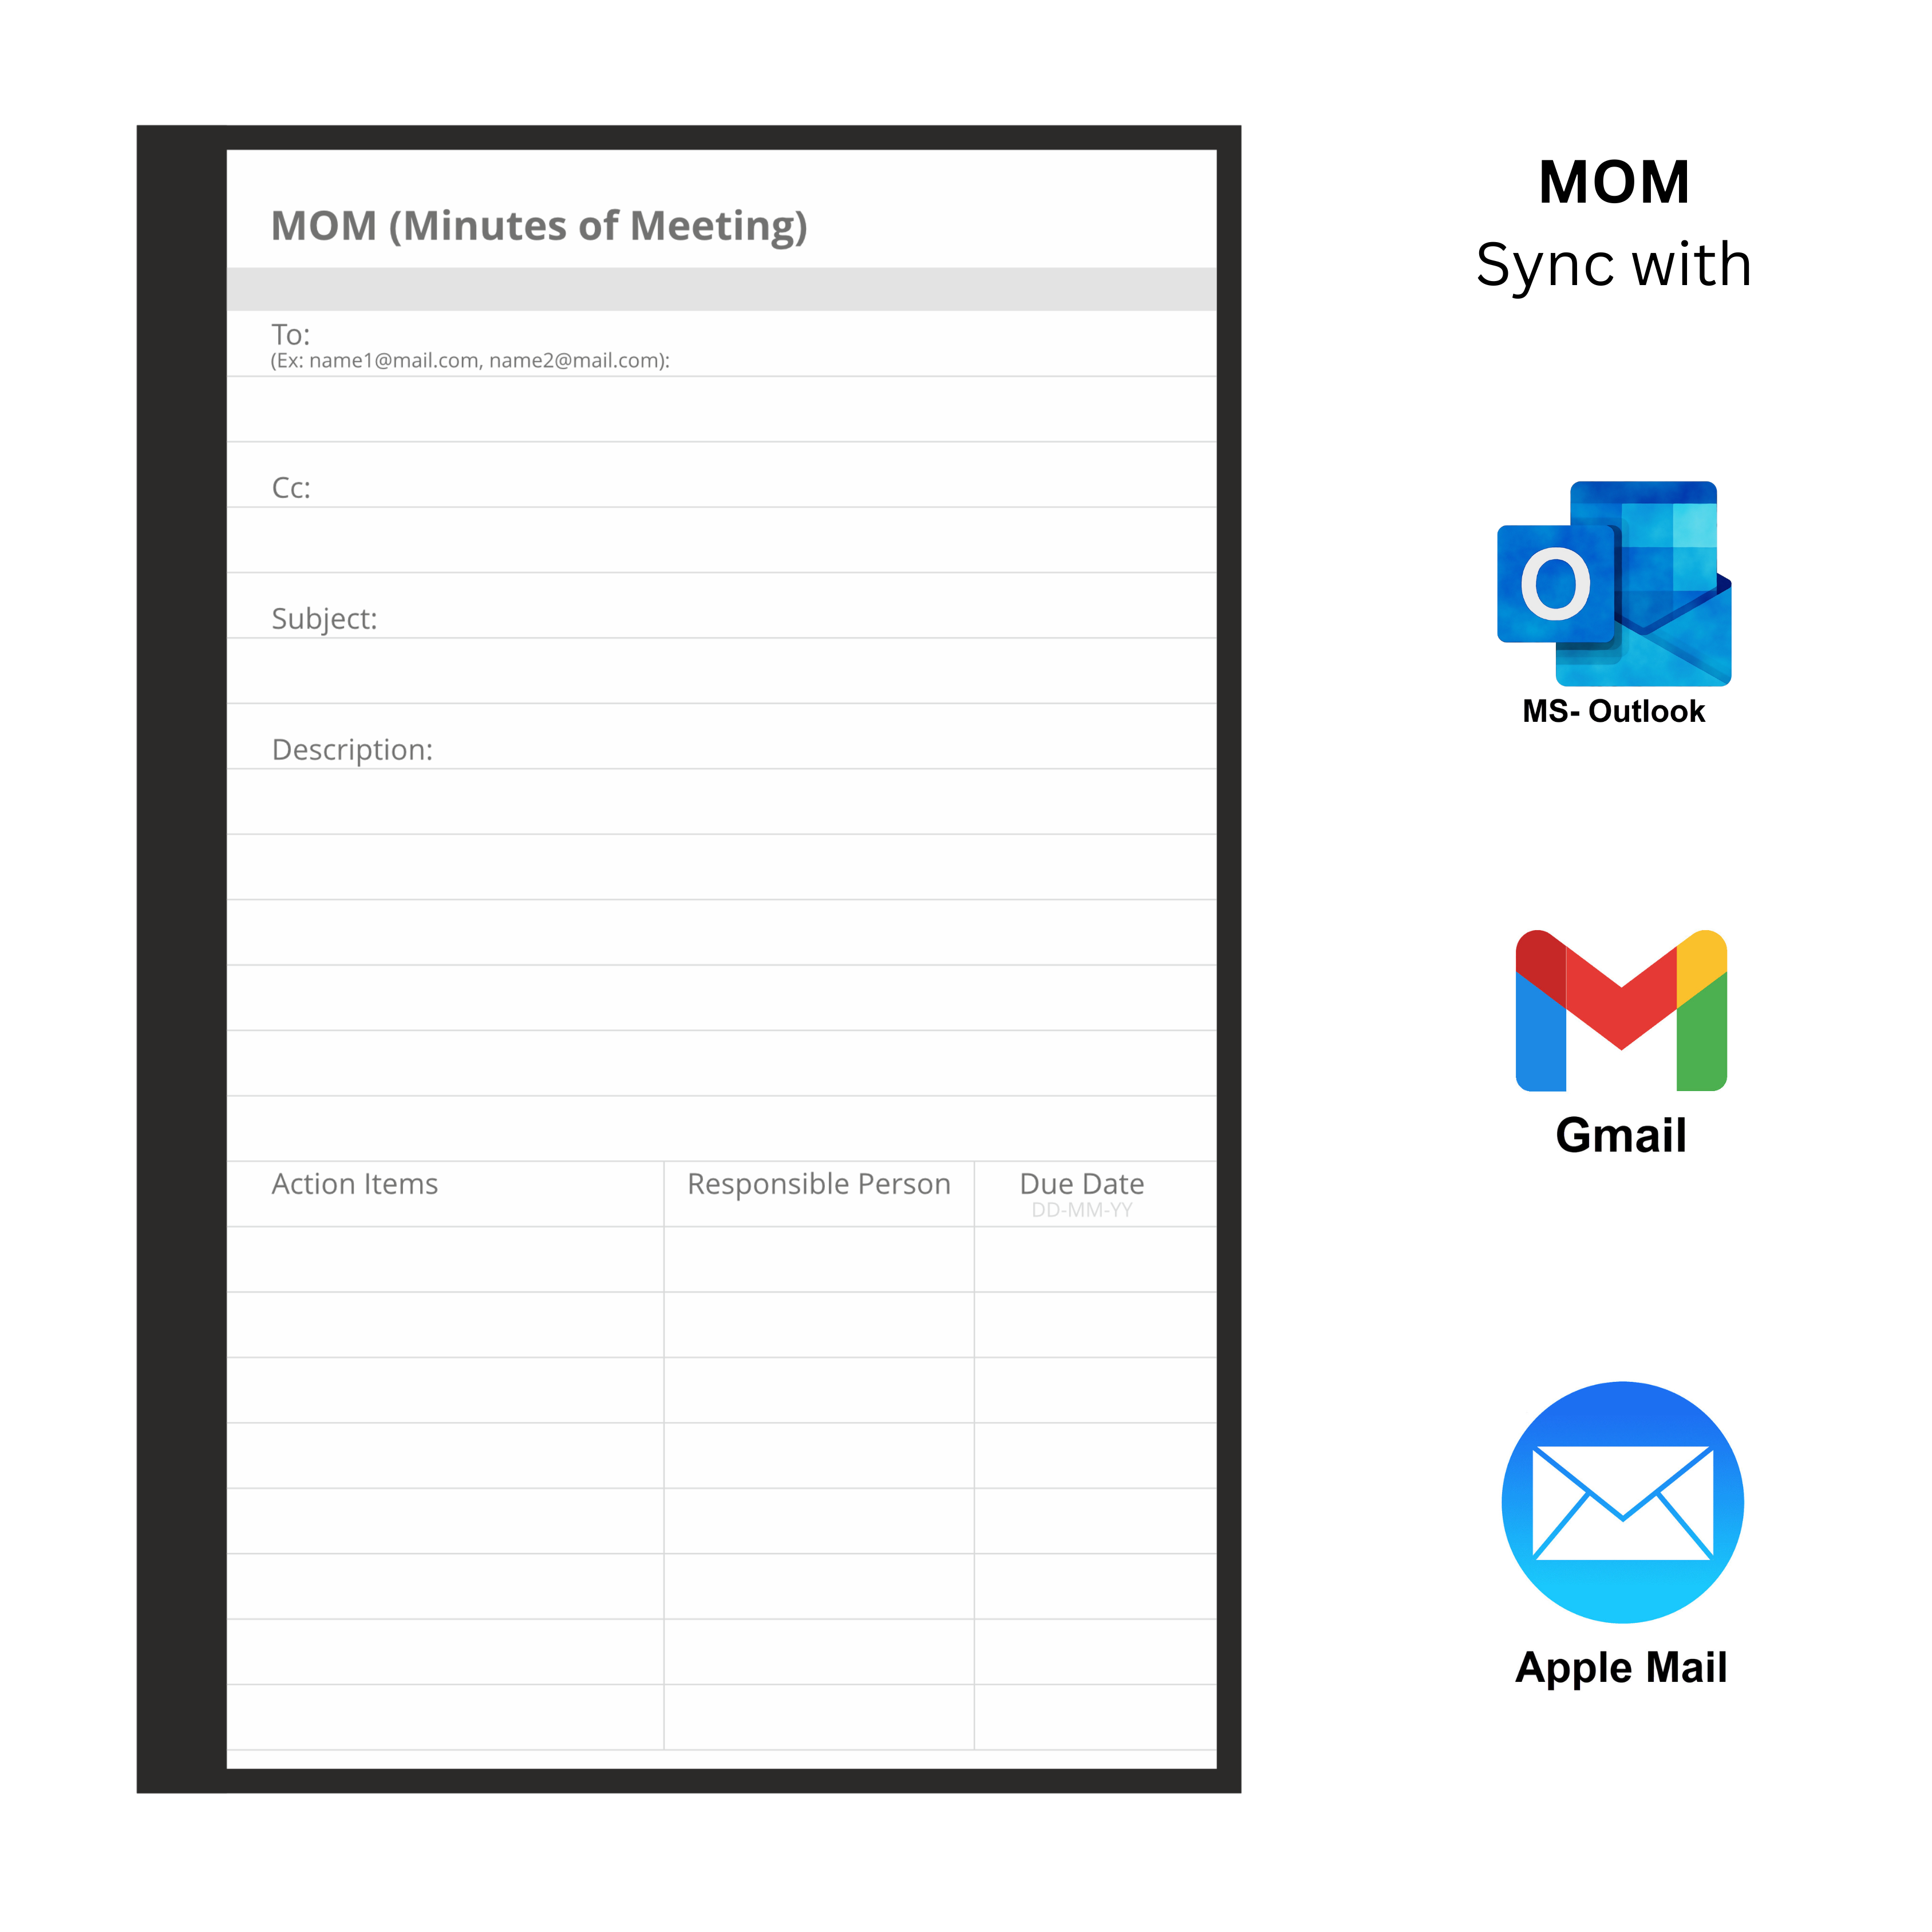 MOM (Minutes of Meeting)
To:
(Ex: name1@mail.com, name2@mail.com):
Cc:
Subject:
Description:
Action Items
Responsible Person
Due Date
DD-MM-YY
MOM
Sync with
O
MS- Outlook
Gmail
Apple Mail